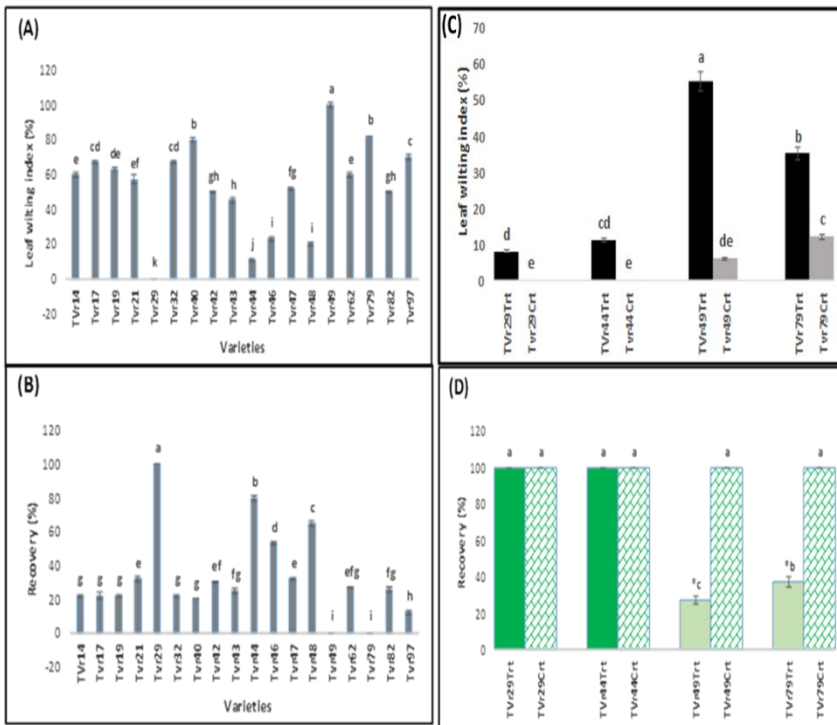 (A)
Leaf wilting index (%)
120
100
80
60
40
20
0
-20
e
cd
de
ef
k
cd
b
gh
h
j
i
fg
i
a
e
b
gh
c
TVr14
Tvr17
Tvr19
Tvr21
Tvr29
Tvr32
Tvr40
Tvr42
Tvr43
Tvr44
Tvr46
Tvr47
Tvr48
Tvr49
Tvr62
Tvr79
Tvr82
Tvr97
Varieties
(B)
Recovery (%)
120
100
80
60
40
20
0
-20
g
g
g
e
a
g
g
ef
fg
b
d
e
c
i
efg
i
fg
h
TVr14
Tvr17
Tvr19
Tvr21
Tvr29
Tvr32
Tvr40
Tvr42
Tvr43
Tvr44
Tvr46
Tvr47
Tvr48
Tvr49
Tvr62
Tvr79
Tvr82
Tvr97
Varieties
(C)
Leaf wilting index (%)
70
60
50
40
30
20
10
0
d
e
cd
e
a
de
b
c
TVr29Trt
Tvr29Crt
TVr44Trt
Tvr44Crt
TVr49Trt
Tvr49Crt
TVr79Trt
Tvr79Crt
(D)
Recovery (%)
120
100
80
60
40
20
0
a
a
a
a
*c
a
*b
a
TVr29Trt
TVr29Crt
TVr44Trt
TVr44Crt
TVr49Trt
TVr49Crt
TVr79Trt
TVr79Crt